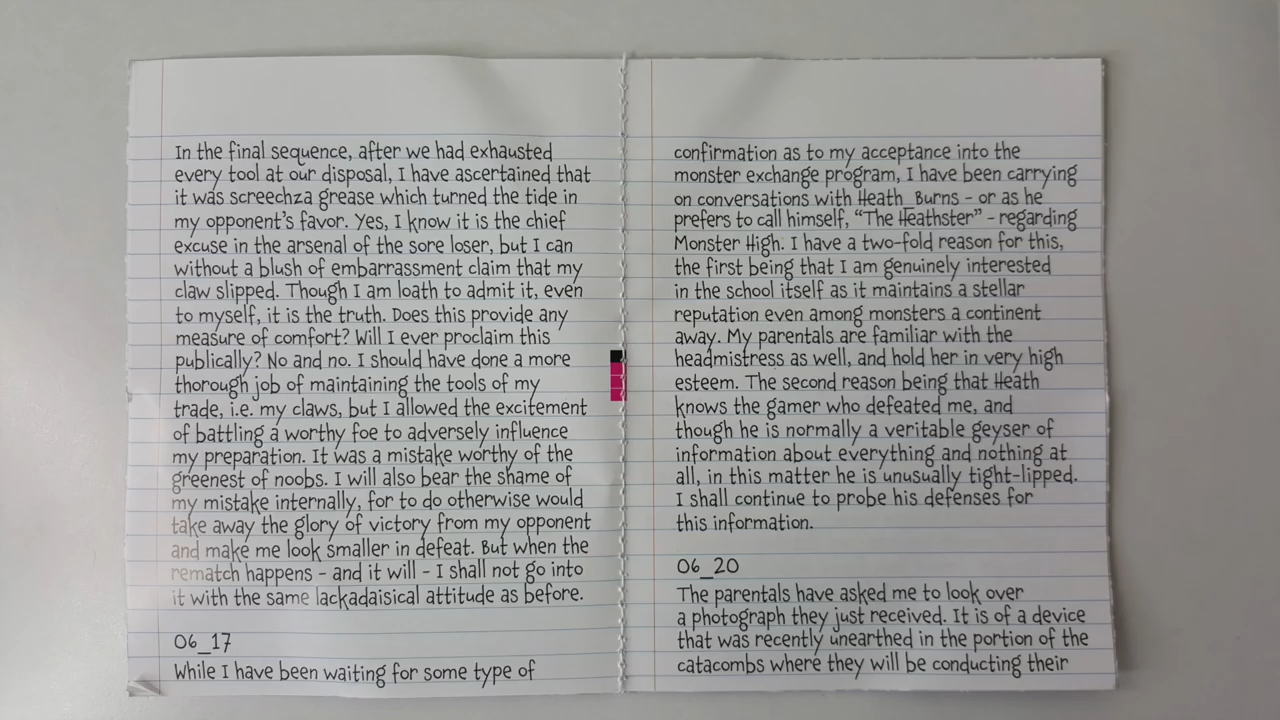 In the final sequence, after we had exhausted
every tool at our disposal, I have ascertained that
it was screechza grease which turned the tide in
my opponent's favor. Yes, I know it is the chief
excuse in the arsenal of the sore loser, but I can
without a blush of embarrassment claim that my
claw slipped. Though I am loath to admit it, even
to myself, it is the truth. Does this provide any
measure of comfort? Will I ever proclaim this
publically? No and no. I should have done a more
thorough job of maintaining the tools of my
trade, i.e. my claws, but I allowed the excitement
of battling a worthy foe to adversely influence
my preparation. It was a mistake worthy of the
greenest of noobs. I will also bear the shame of
my mistake internally, for to do otherwise would
take away the glory of victory from my opponent
and make me look smaller in defeat. But when the
rematch happens - and it will - I shall not go into
it with the same lackadaisical attitude as before.
06_17
While I have been waiting for some type of
confirmation as to my acceptance into the
monster exchange program, I have been carrying
on conversations with Heath Burns - or as he
prefers to call himself, "The Heathster" - regarding
Monster High. I have a two-fold reason for this,
the first being that I am genuinely interested
in the school itself as it maintains a stellar
reputation even among monsters a continent
away. My parentals are familiar with the
headmistress as well, and hold her in very high
esteem. The second reason being that Heath
knows the gamer who defeated me, and
though he is normally a veritable geyser of
information about everything and nothing at
all, in this matter he is unusually tight-lipped.
I shall continue to probe his defenses for
this information.
06_20
The parentals have asked me to look over
a photograph they just received. It is of a device
that was recently unearthed in the portion of the
catacombs where they will be conducting their